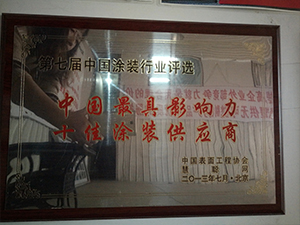 第七届中国涂装行业评选
中国最具影响力
十佳涂装供应商
中国表面工程协会
慧聪网
二〇一三年七月·北京